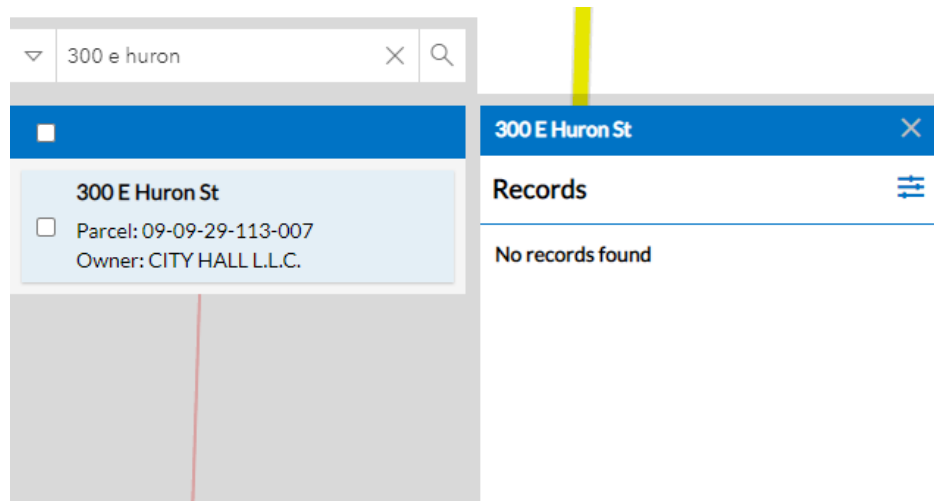 300 e huron
300 E Huron St
Parcel: 09-09-29-113-007
Owner: CITY HALL L.L.C.
300 E Huron St
Records
No records found